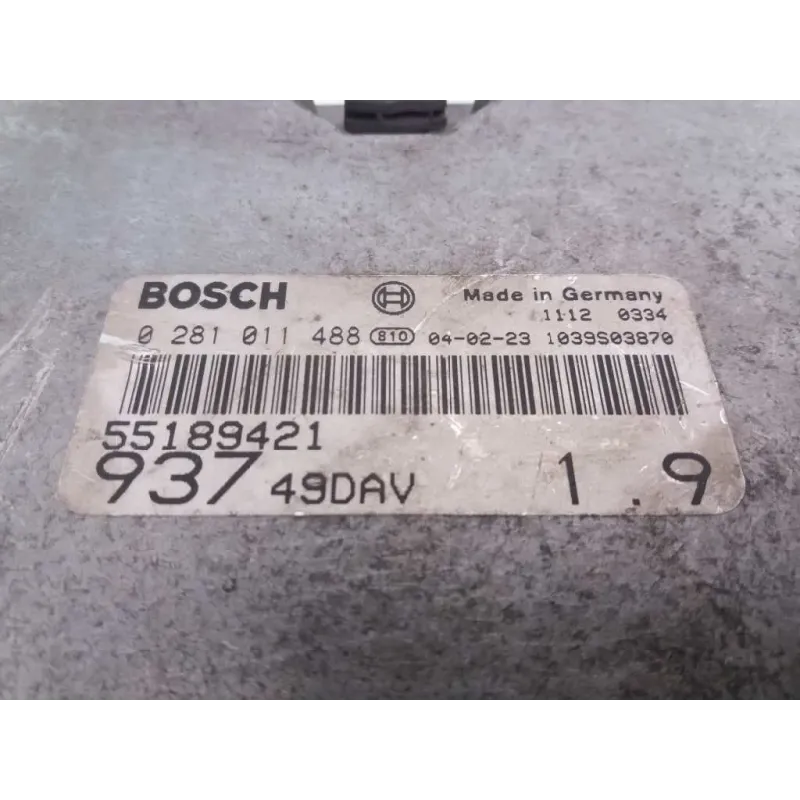 BOSCH Made in Germany
1112 0334
0 281 011 488 810 04-02-23 1039S03870
55189421
937 49DAV 1.9